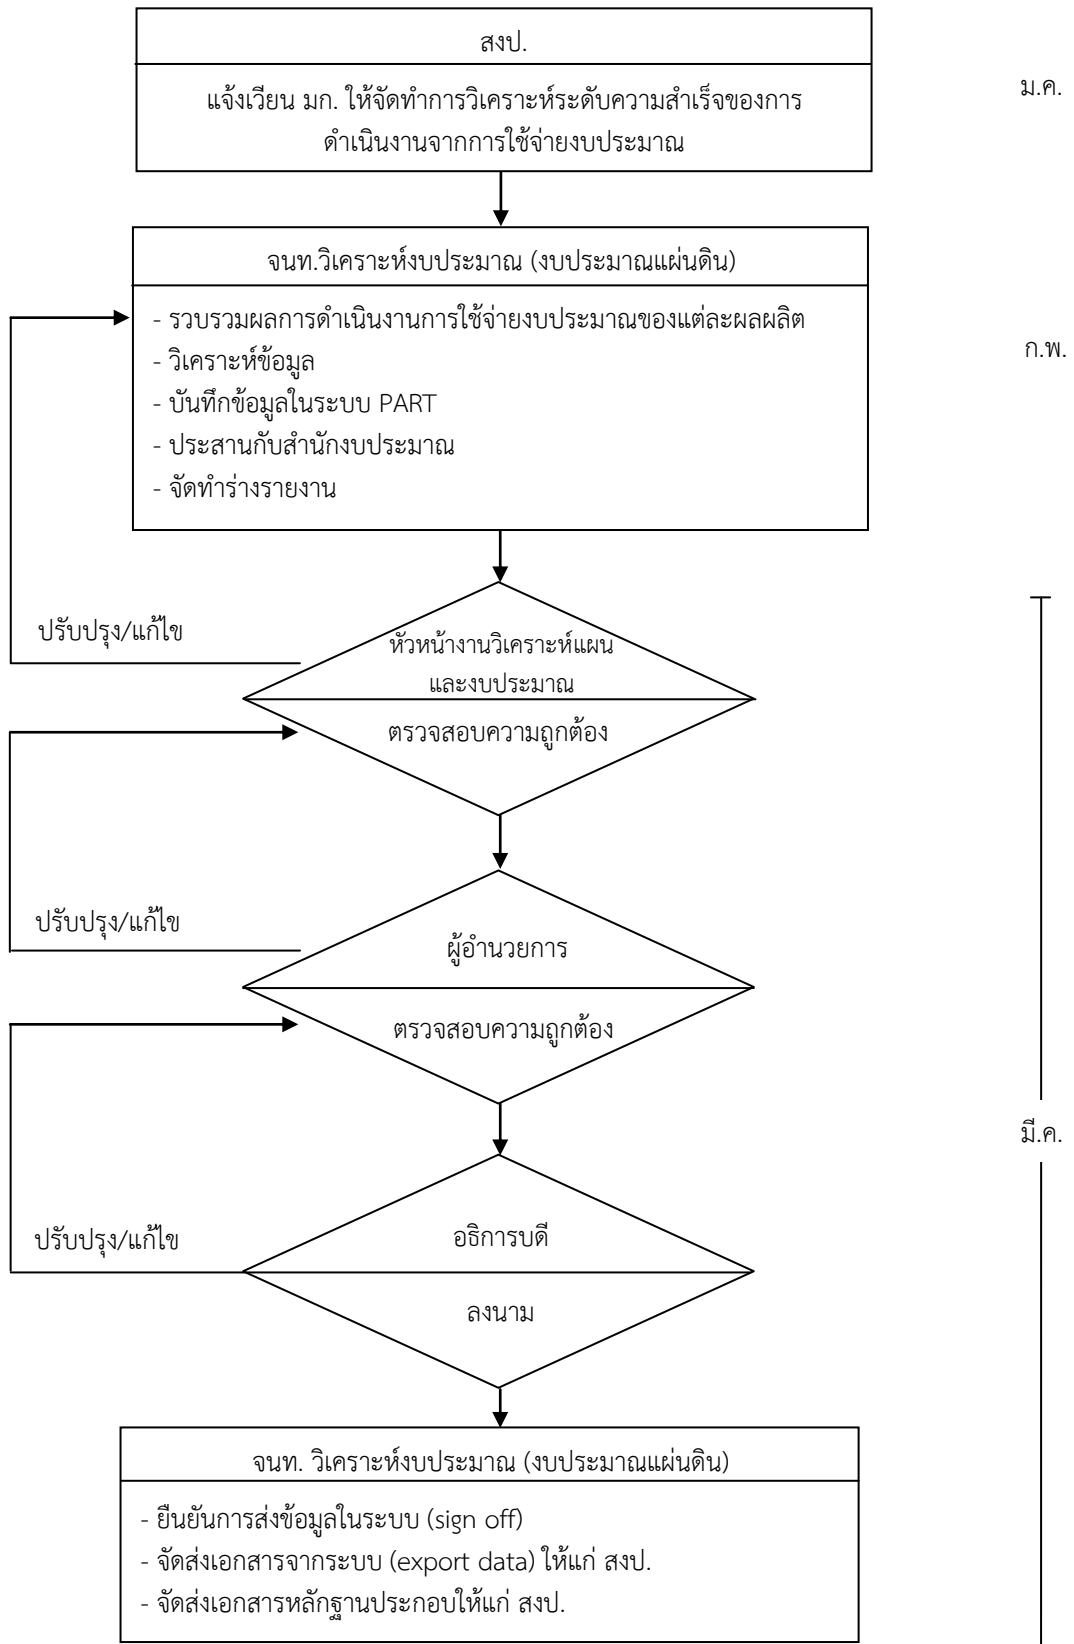 สงป.
แจ้งเวียน มก. ให้จัดทำการวิเคราะห์ระดับความสำเร็จของการ
ดำเนินงานจากการใช้จ่ายงบประมาณ
ม.ค.
จนท.วิเคราะห์งบประมาณ (งบประมาณแผ่นดิน)
- รวบรวมผลการดำเนินงานการใช้จ่ายงบประมาณของแต่ละผลผลิต
- วิเคราะห์ข้อมูล
- บันทึกข้อมูลในระบบ PART
- ประสานกับสำนักงบประมาณ
- จัดทำร่างรายงาน
ก.พ.
ปรับปรุง/แก้ไข
หัวหน้างานวิเคราะห์แผน
และงบประมาณ
ตรวจสอบความถูกต้อง
ปรับปรุง/แก้ไข
ผู้อำนวยการ
ตรวจสอบความถูกต้อง
มี.ค.
ปรับปรุง/แก้ไข
อธิการบดี
ลงนาม
จนท. วิเคราะห์งบประมาณ (งบประมาณแผ่นดิน)
- ยืนยันการส่งข้อมูลในระบบ (sign off)
- จัดส่งเอกสารจากระบบ (export data) ให้แก่ สงป.
- จัดส่งเอกสารหลักฐานประกอบให้แก่ สงป.